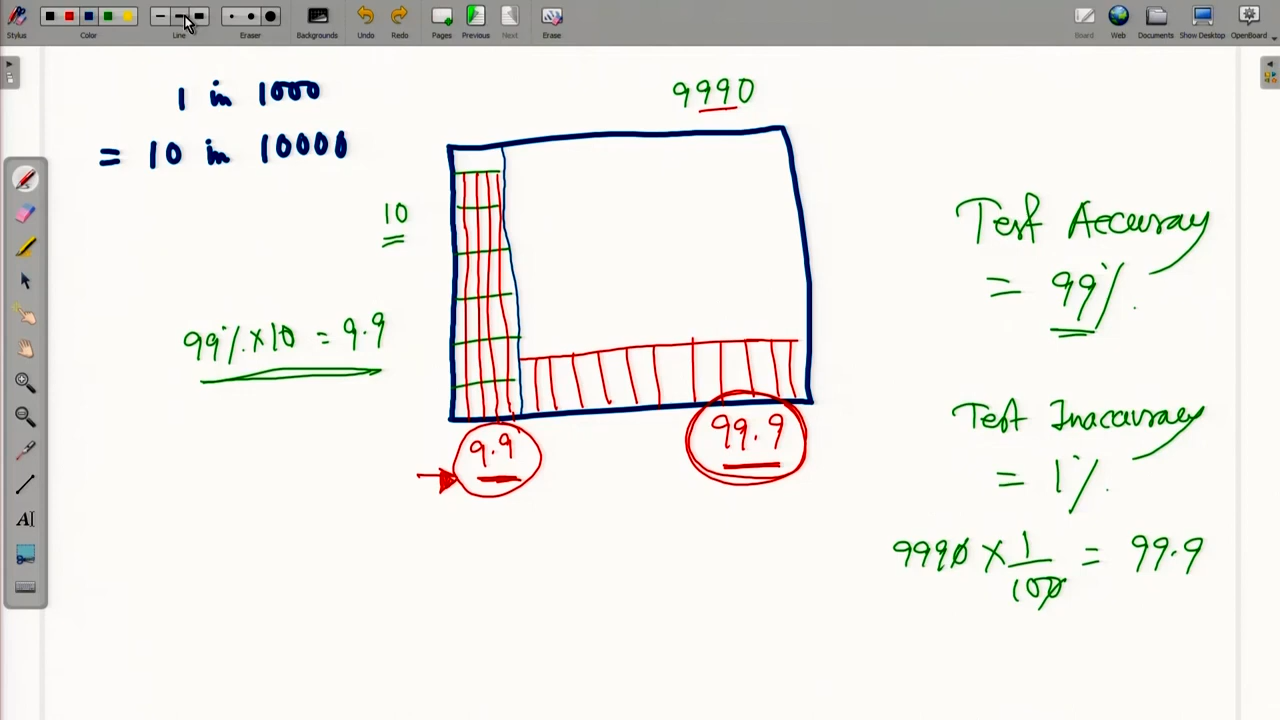 Stylus
Color
Line
Eraser
Backgrounds
Undo
Redo
Pages
Previous
Next
Erase
Board
Web
Documents
Show Desktop
OpenBoard
1 in 1000
= 10 in 10000
9990
10
99% × 10 = 9.9
9.9
99.9
Test Accuracy
= 99%.
Test Inaccuracy
= 1%.
9990 × 1/100 = 99.9